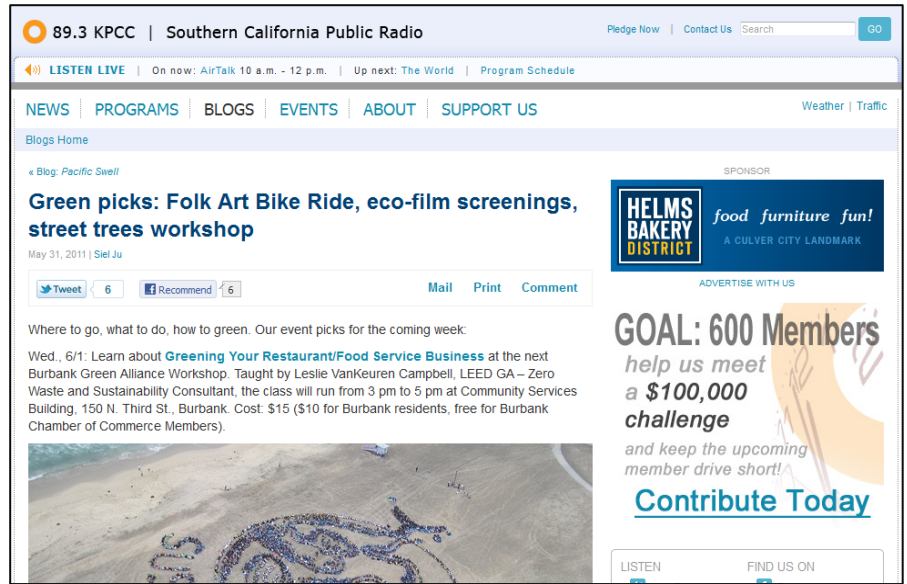 89.3 KPCC | Southern California Public Radio
Pledge Now | Contact Us Search GO
LISTEN LIVE | On now: AirTalk 10 a.m. - 12 p.m. | Up next: The World | Program Schedule
NEWS PROGRAMS BLOGS EVENTS ABOUT SUPPORT US
Weather | Traffic
Blogs Home
« Blog: Pacific Swell
Green picks: Folk Art Bike Ride, eco-film screenings,
street trees workshop
May 31, 2011 | Siel Ju
Tweet 6 Recommend 6 Mail Print Comment
Where to go, what to do, how to green. Our event picks for the coming week:
Wed., 6/1: Learn about Greening Your Restaurant/Food Service Business at the next
Burbank Green Alliance Workshop. Taught by Leslie VanKeuren Campbell, LEED GA – Zero
Waste and Sustainability Consultant, the class will run from 3 pm to 5 pm at Community Services
Building, 150 N. Third St., Burbank. Cost: $15 ($10 for Burbank residents, free for Burbank
Chamber of Commerce Members).
SPONSOR
HELMS
BAKERY
DISTRICT
food furniture fun!
A CULVER CITY LANDMARK
ADVERTISE WITH US
GOAL: 600 Members
help us meet
a $100,000
challenge
and keep the upcoming
member drive short!
Contribute Today
LISTEN FIND US ON